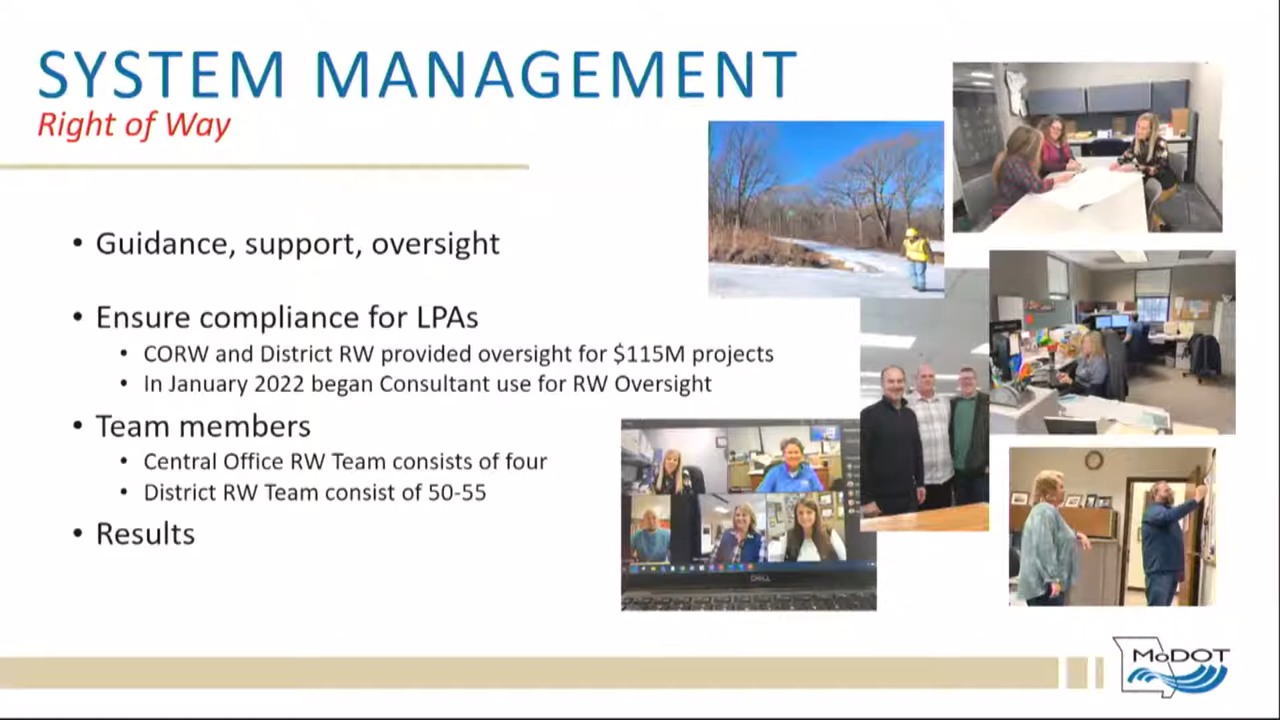 SYSTEM MANAGEMENT
Right of Way
• Guidance, support, oversight
• Ensure compliance for LPAs
• CORW and District RW provided oversight for $115M projects
• In January 2022 began Consultant use for RW Oversight
• Team members
• Central Office RW Team consists of four
• District RW Team consist of 50-55
• Results
DELL
MoDOT